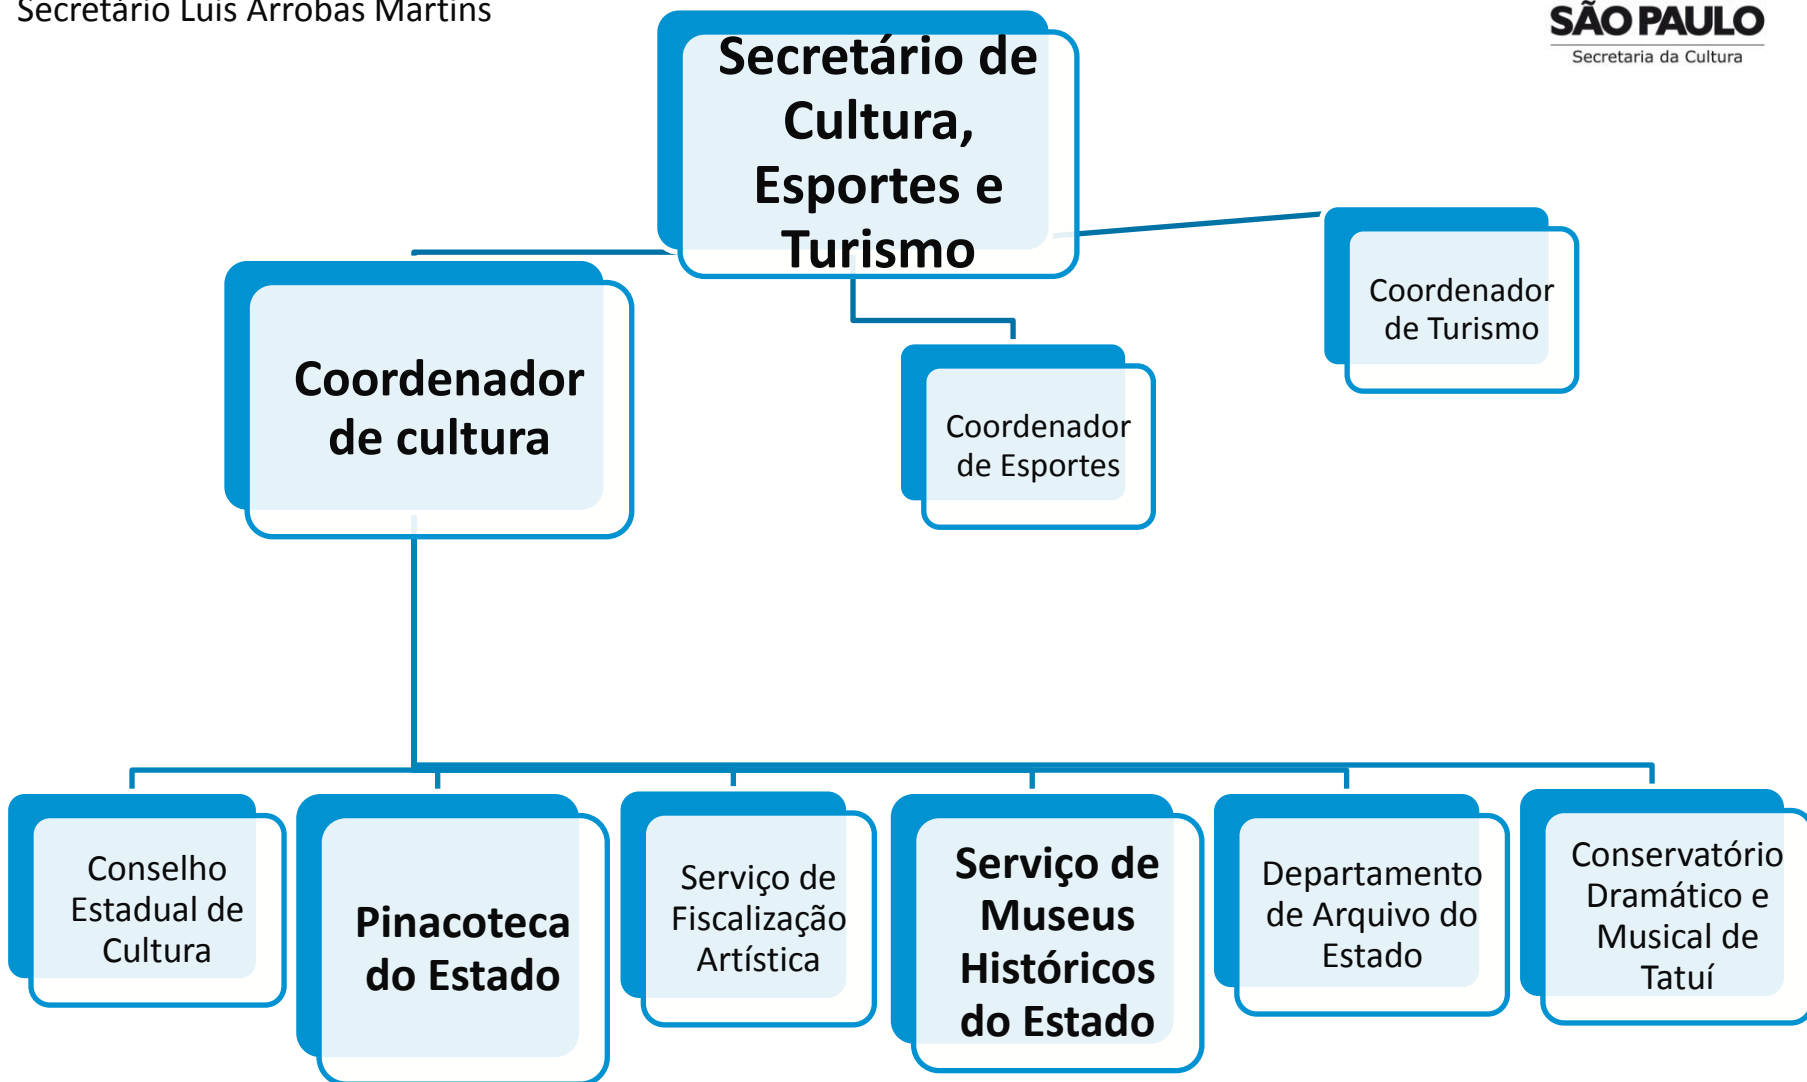 Secretário Luis Arrobas Martins
SÃO PAULO
Secretaria da Cultura
Secretário de
Cultura,
Esportes e
Turismo
Coordenador
de Turismo
Coordenador
de cultura
Coordenador
de Esportes
Conselho
Estadual de
Cultura
Pinacoteca
do Estado
Serviço de
Fiscalização
Artística
Serviço de
Museus
Históricos
do Estado
Departamento
de Arquivo do
Estado
Conservatório
Dramático e
Musical de
Tatuí